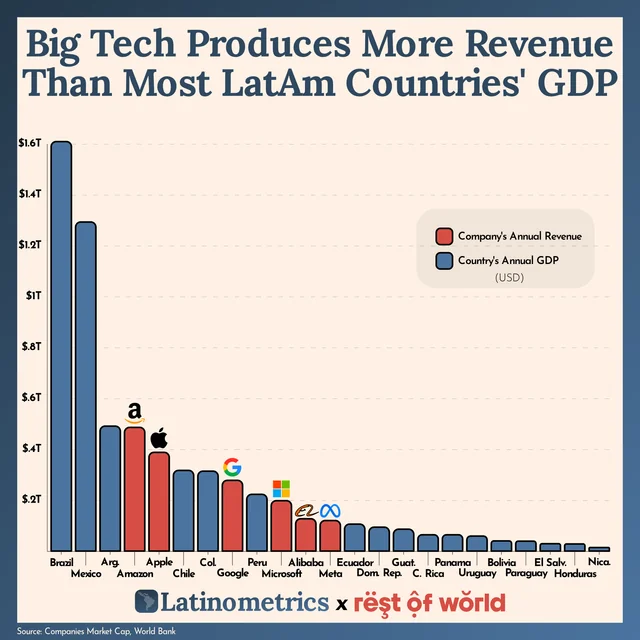 Big Tech Produces More Revenue
Than Most LatAm Countries' GDP
$1.6T
$1.4T
$1.2T
$1T
$.8T
$.6T
$.4T
$.2T
Company's Annual Revenue
Country's Annual GDP
(USD)
a
G
Brazil
Mexico
Arg.
Amazon
Apple
Chile
Col.
Google
Peru
Microsoft
Alibaba
Meta
Ecuador
Dom. Rep.
Guat.
C. Rica
Panama
Uruguay
Bolivia
Paraguay
El Salv.
Honduras
Nica.
Latinometrics x rëşt ộf wőrld
Source: Companies Market Cap, World Bank